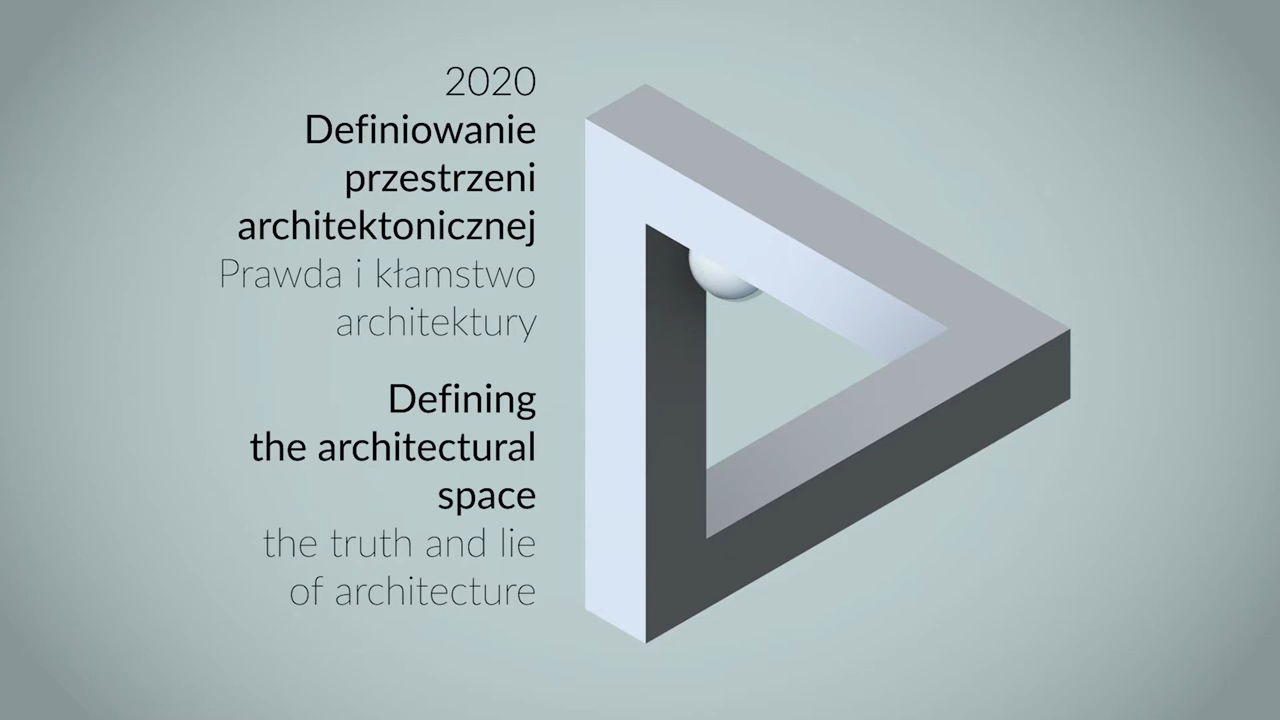 2020
Definiowanie
przestrzeni
architektonicznej
Prawda i kłamstwo
architektury
Defining
the architectural
space
the truth and lie
of architecture